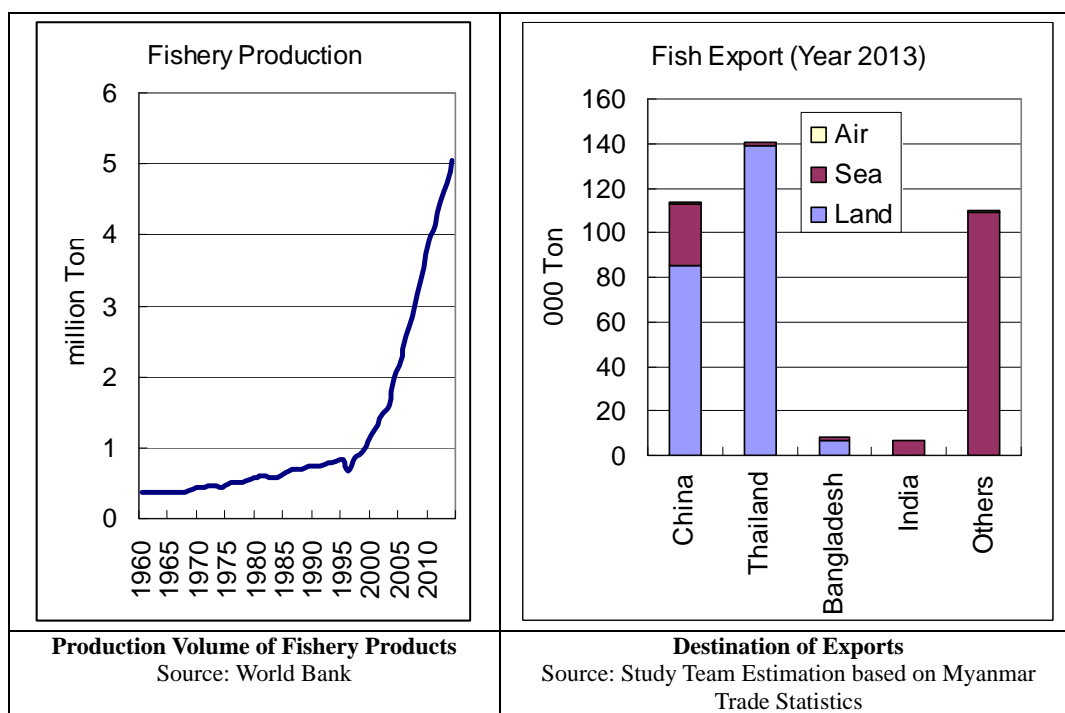 Fishery Production
6
5
4
3
2
1
0
million Ton
1960
1965
1970
1975
1980
1985
1990
1995
2000
2005
2010
Fish Export (Year 2013)
160
140
120
100
80
60
40
20
0
000 Ton
Air
Sea
Land
China
Thailand
Bangladesh
India
Others
Production Volume of Fishery Products
Source: World Bank
Destination of Exports
Source: Study Team Estimation based on Myanmar
Trade Statistics